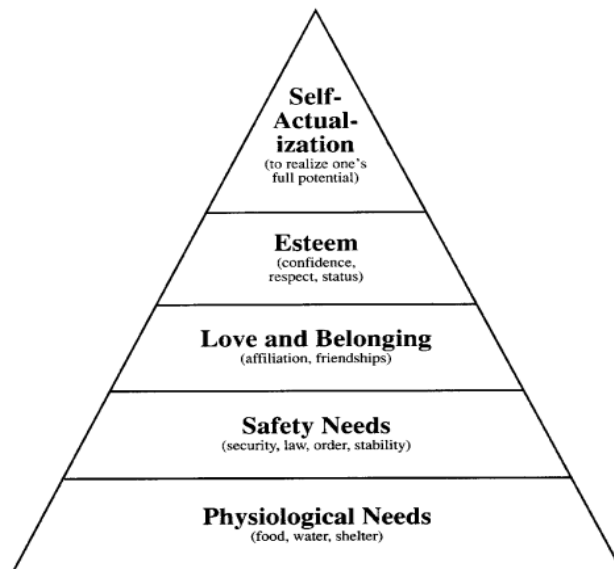 Self-
Actual-
ization
(to realize one's
full potential)
Esteem
(confidence,
respect, status)
Love and Belonging
(affiliation, friendships)
Safety Needs
(security, law, order, stability)
Physiological Needs
(food, water, shelter)